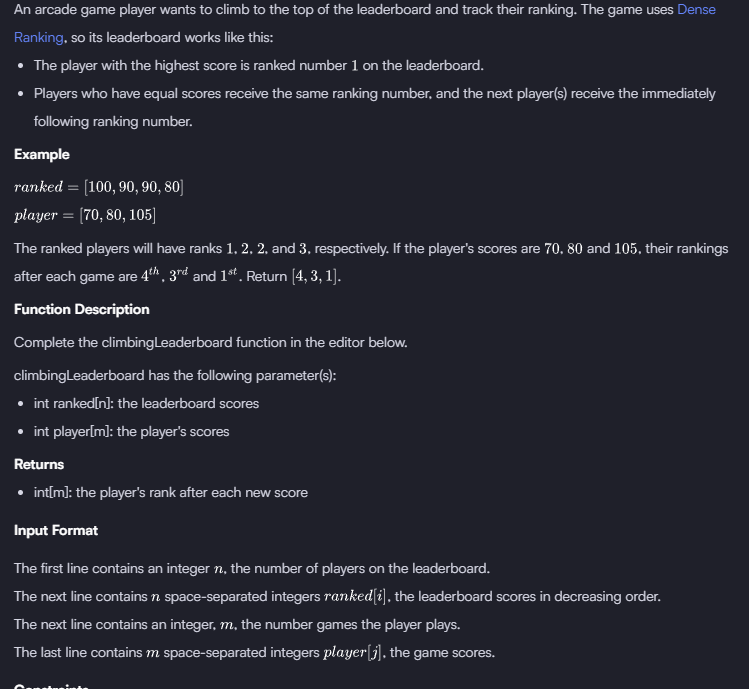 An arcade game player wants to climb to the top of the leaderboard and track their ranking. The game uses Dense
Ranking, so its leaderboard works like this:
• The player with the highest score is ranked number 1 on the leaderboard.
• Players who have equal scores receive the same ranking number, and the next player(s) receive the immediately
following ranking number.
Example
ranked = [100, 90, 90, 80]
player = [70, 80, 105]
The ranked players will have ranks 1, 2, 2, and 3, respectively. If the player's scores are 70, 80 and 105, their rankings
after each game are 4th, 3rd and 1st. Return [4, 3, 1].
Function Description
Complete the climbingLeaderboard function in the editor below.
climbingLeaderboard has the following parameter(s):
• int ranked[n]: the leaderboard scores
• int player[m]: the player's scores
Returns
• int[m]: the player's rank after each new score
Input Format
The first line contains an integer n, the number of players on the leaderboard.
The next line contains n space-separated integers ranked[i], the leaderboard scores in decreasing order.
The next line contains an integer, m, the number games the player plays.
The last line contains m space-separated integers player[j], the game scores.
Constraints